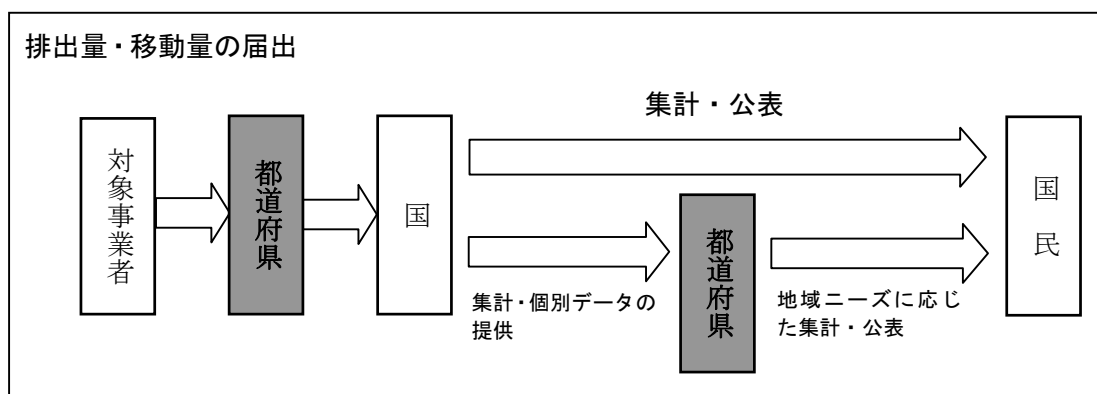 排出量・移動量の届出
集計・公表
対象事業者
都道府県
国
国民
都道府県
集計・個別データの
提供
地域ニーズに応じ
た集計・公表